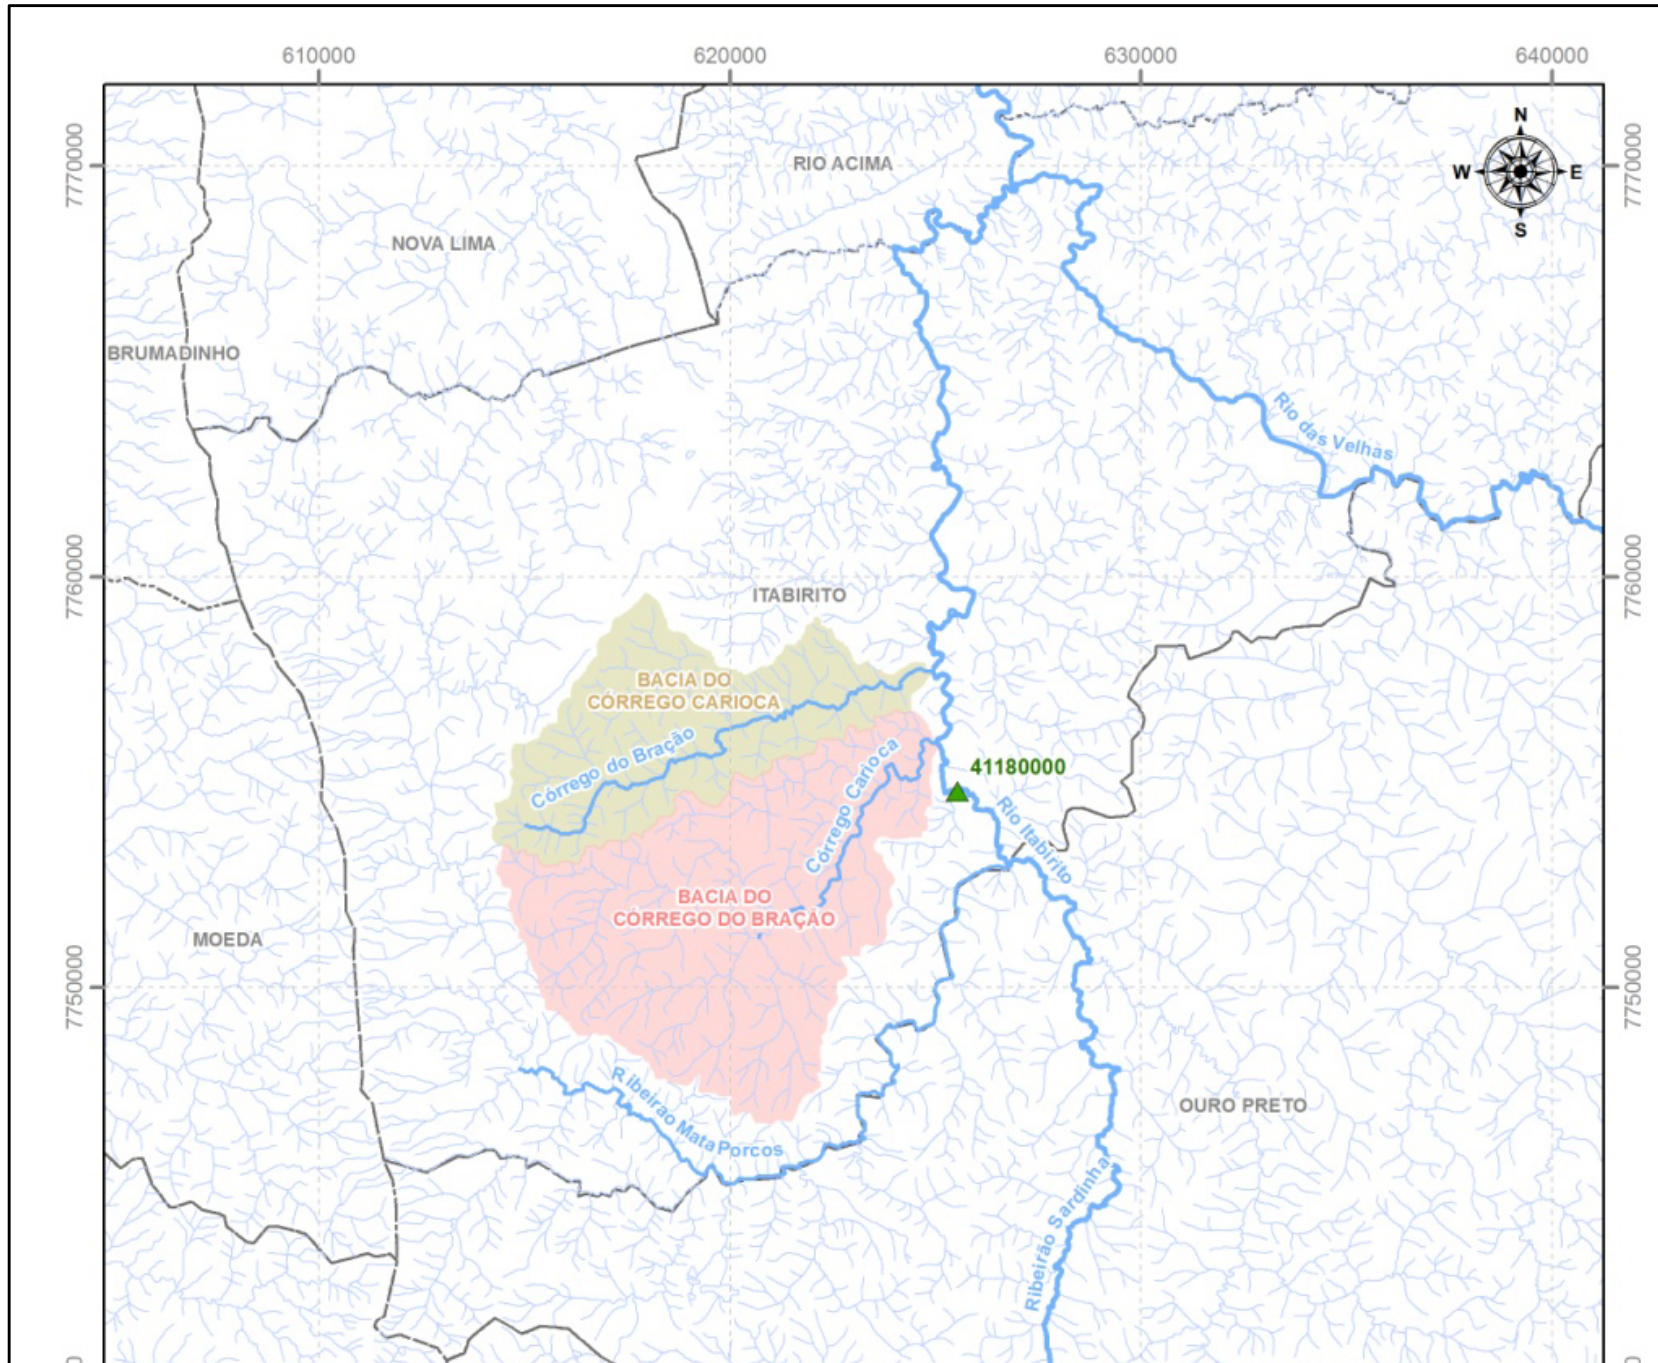 610000
620000
630000
640000
N
W
E
S
7770000
7770000
RIO ACIMA
NOVA LIMA
BRUMADINHO
Rio das Velhas
7760000
7760000
ITABIRITO
BACIA DO
CÓRREGO CARIOCA
Córrego do Bração
Córrego Carioca
41180000
Rio Itabirito
BACIA DO
CÓRREGO DO BRAÇÃO
MOEDA
7750000
7750000
Ribeirao Mata Porcos
OURO PRETO
Ribeirão Sardinha